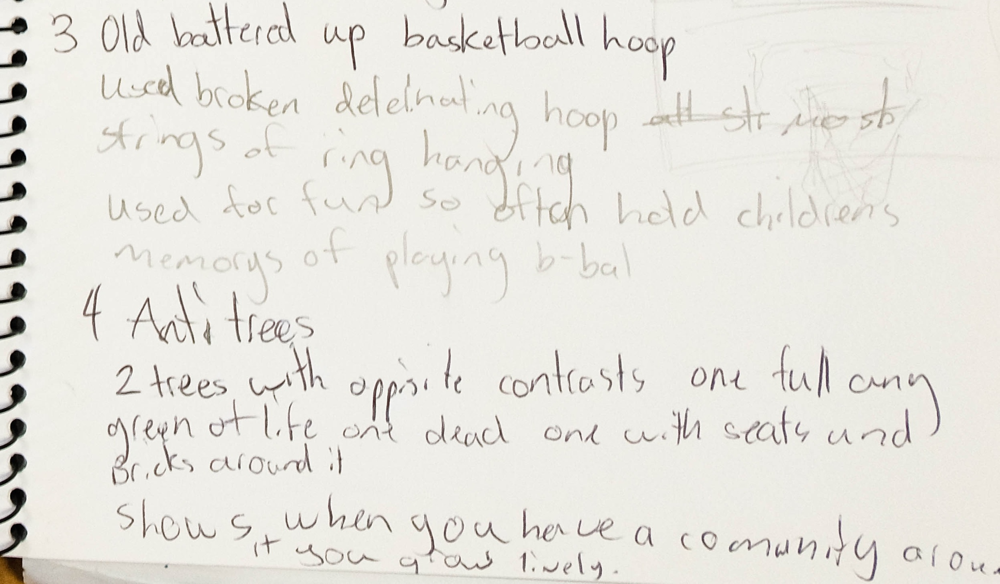 3 Old battered up basketball hoop
used broken detelinating hoop
strings of ring hanging
used for fun so often hold childrens
memorys of playing b-bal
4 Anti trees
2 trees with opposite contrasts one full any
green of life one dead one with seats and
Bricks around it
shows when you have a comunity arou
it you grow lively.